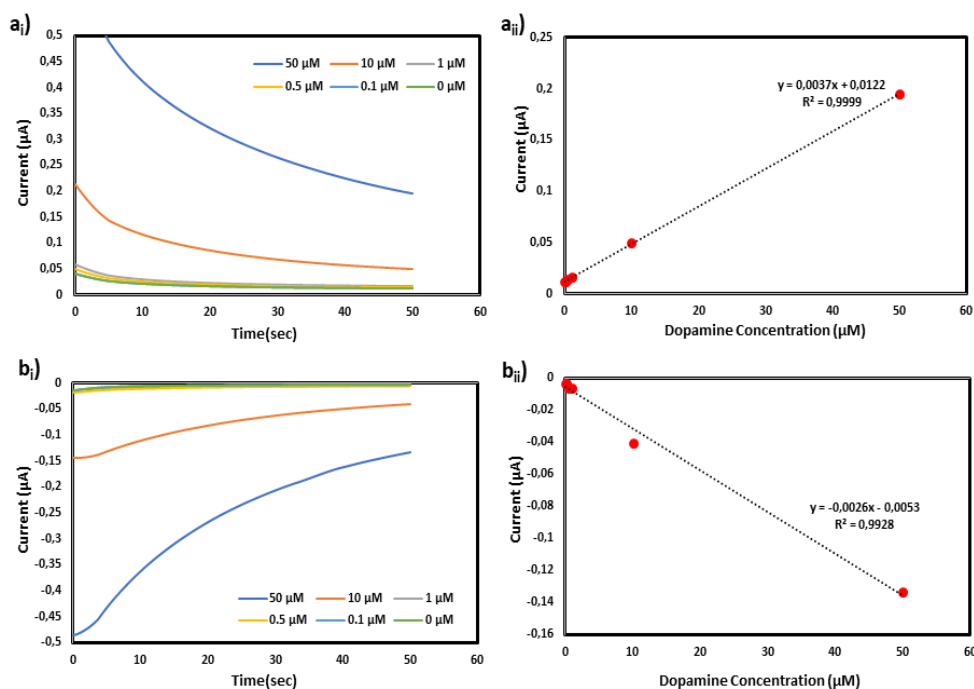 aᵢ)
0,5
0,45
0,4
0,35
0,3
0,25
0,2
0,15
0,1
0,05
0
Current (µA)
50 µM 10 µM 1 µM
0.5 µM 0.1 µM 0 µM
0 10 20 30 40 50 60
Time(sec)
aᵢᵢ)
0,25
0,2
0,15
0,1
0,05
0
Current (µA)
y = 0,0037x + 0,0122
R² = 0,9999
0 10 20 30 40 50 60
Dopamine Concentration (µM)
bᵢ)
0
-0,05
-0,1
-0,15
-0,2
-0,25
-0,3
-0,35
-0,4
-0,45
-0,5
Current (µA)
50 µM 10 µM 1 µM
0.5 µM 0.1 µM 0 µM
0 10 20 30 40 50 60
Time(sec)
bᵢᵢ)
0
-0,02
-0,04
-0,06
-0,08
-0,1
-0,12
-0,14
-0,16
Current (µA)
y = -0,0026x - 0,0053
R² = 0,9928
0 10 20 30 40 50 60
Dopamine Concentration (µM)